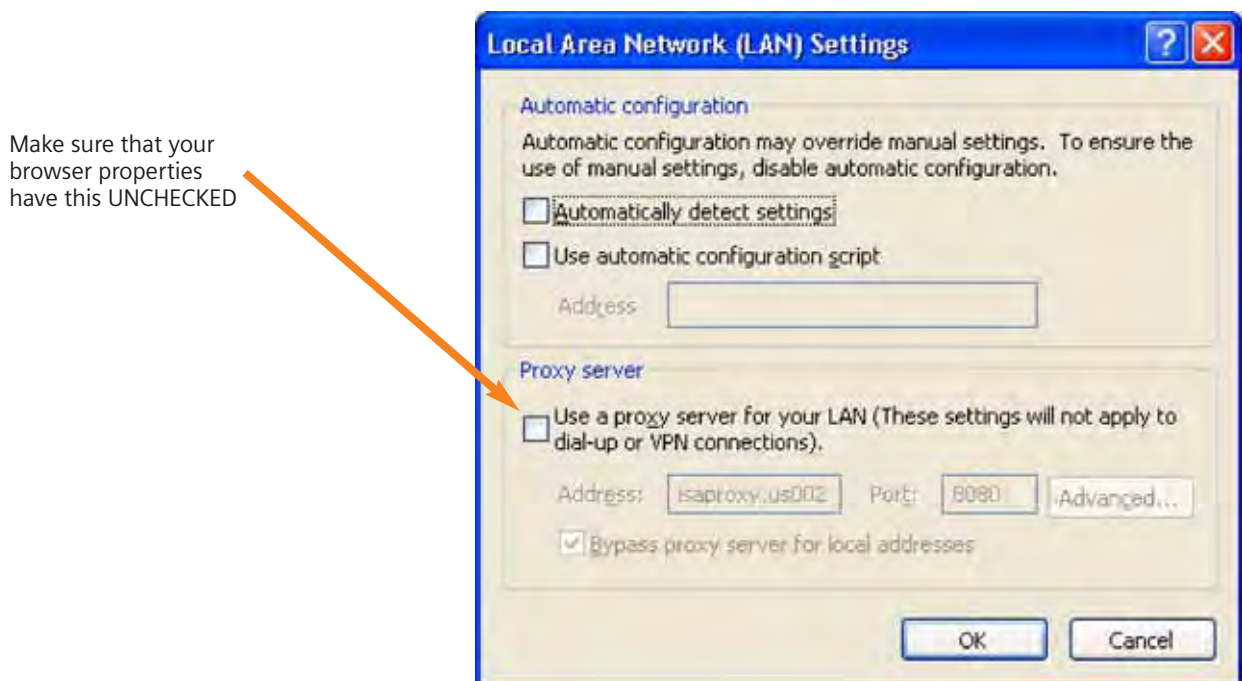 Local Area Network (LAN) Settings
Automatic configuration
Automatic configuration may override manual settings. To ensure the
use of manual settings, disable automatic configuration.
Make sure that your
browser properties
have this UNCHECKED
Automatically detect settings
Use automatic configuration script
Address
Proxy server
Use a proxy server for your LAN (These settings will not apply to
dial-up or VPN connections).
Address: isaproxy.us002 Port: 8080 Advanced...
Bypass proxy server for local addresses
OK Cancel